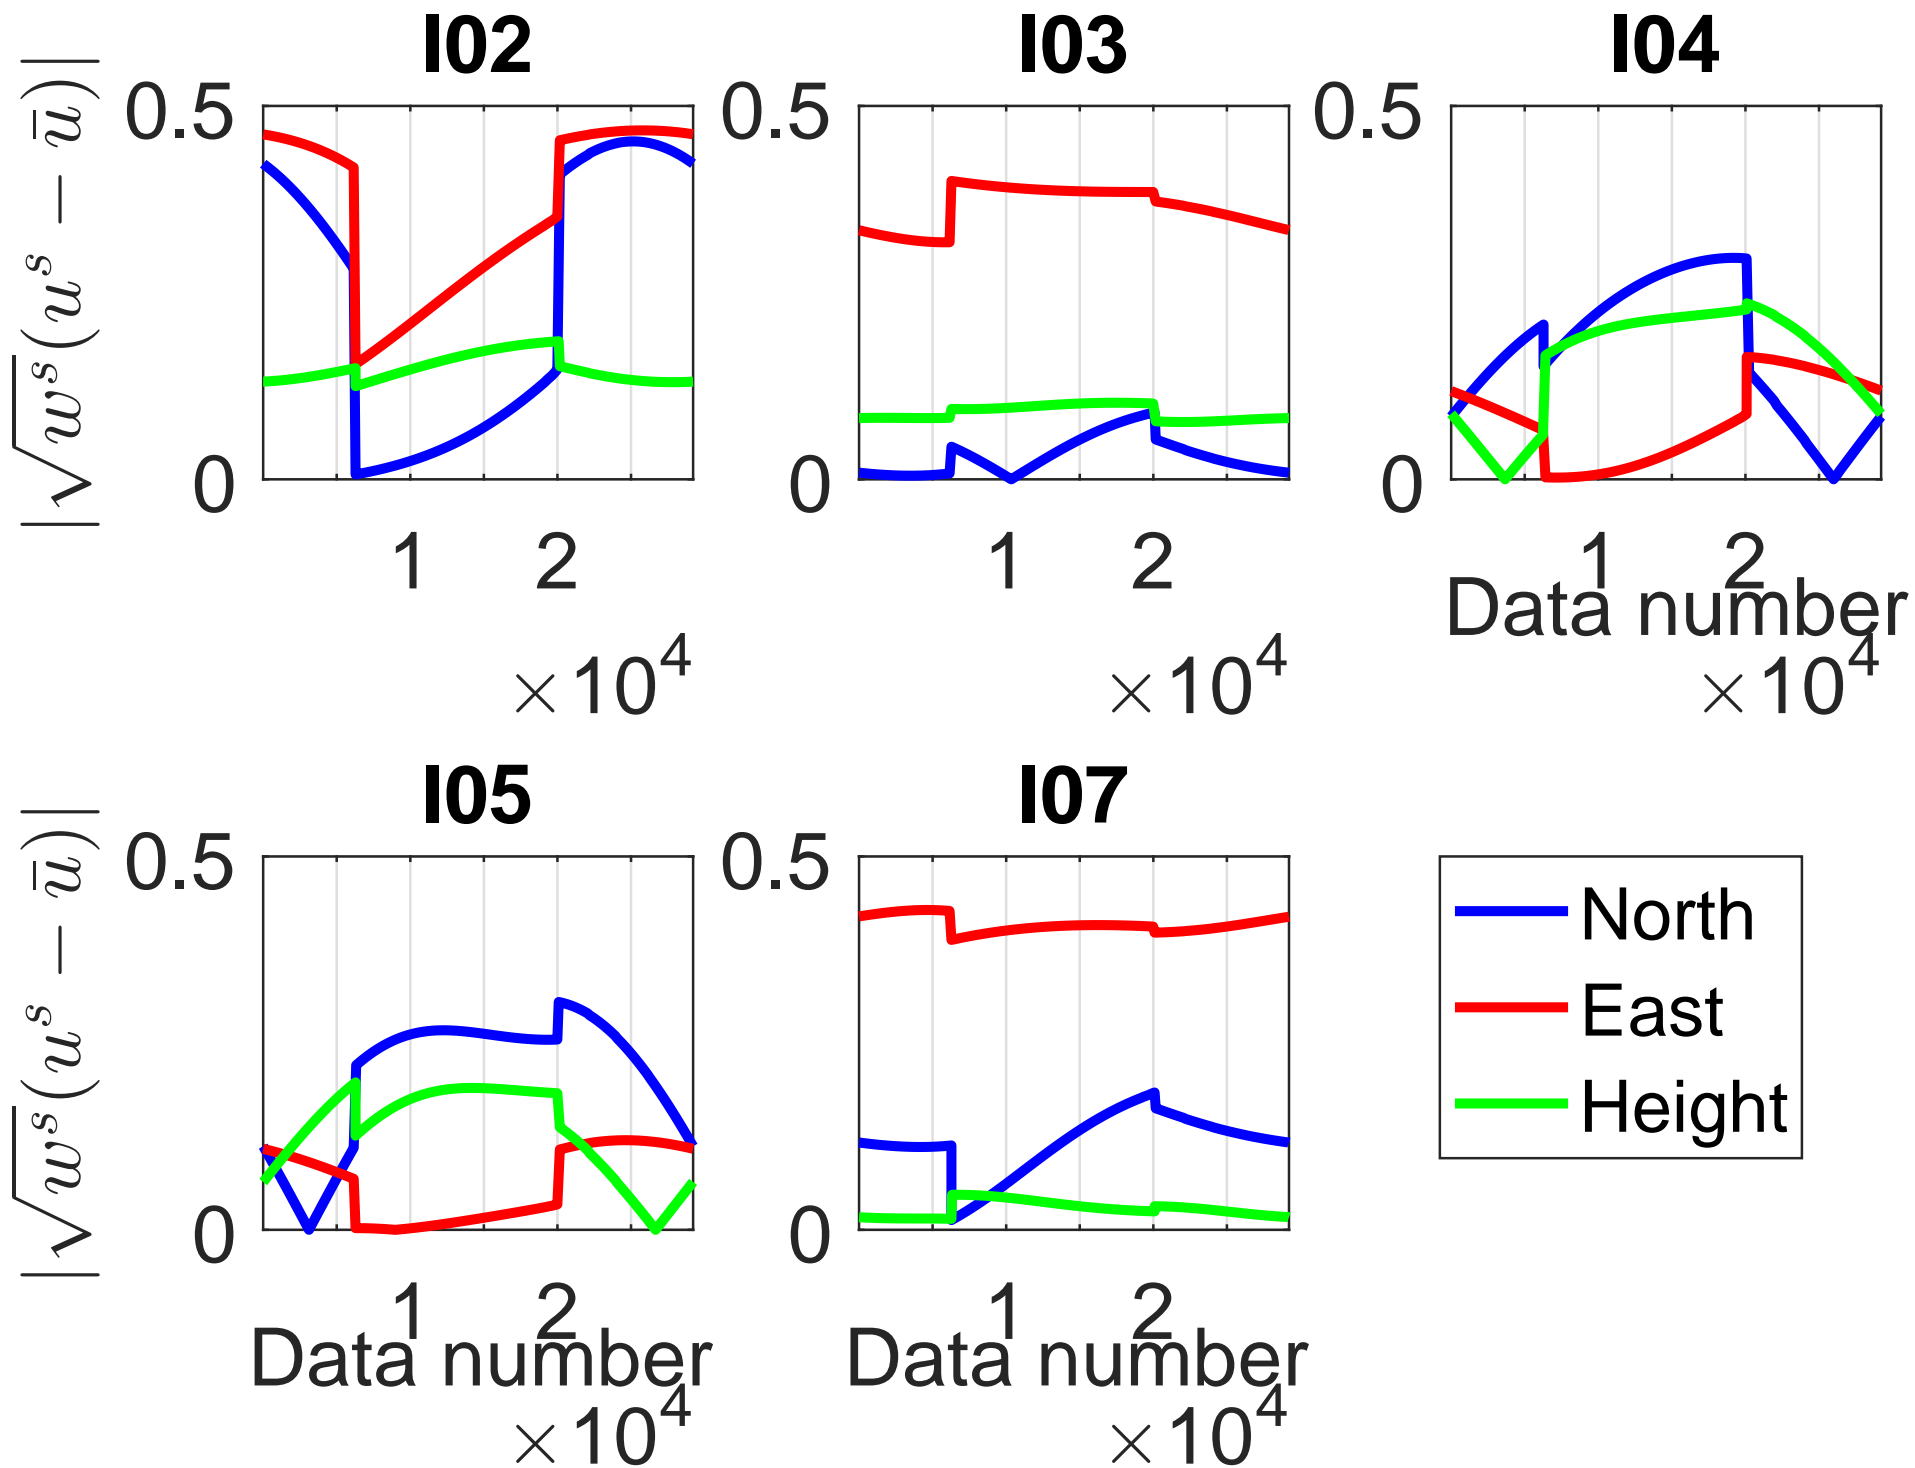 I02 I03 I04
|√w^s(u^s − ū)|
0.5 0.5 0.5
0 0 0
1 2 1 2 1 2
Data number
×10^4 ×10^4 ×10^4
I05 I07
|√w^s(u^s − ū)|
0.5 0.5
North
East
Height
0 0
1 2 1 2
Data number Data number
×10^4 ×10^4